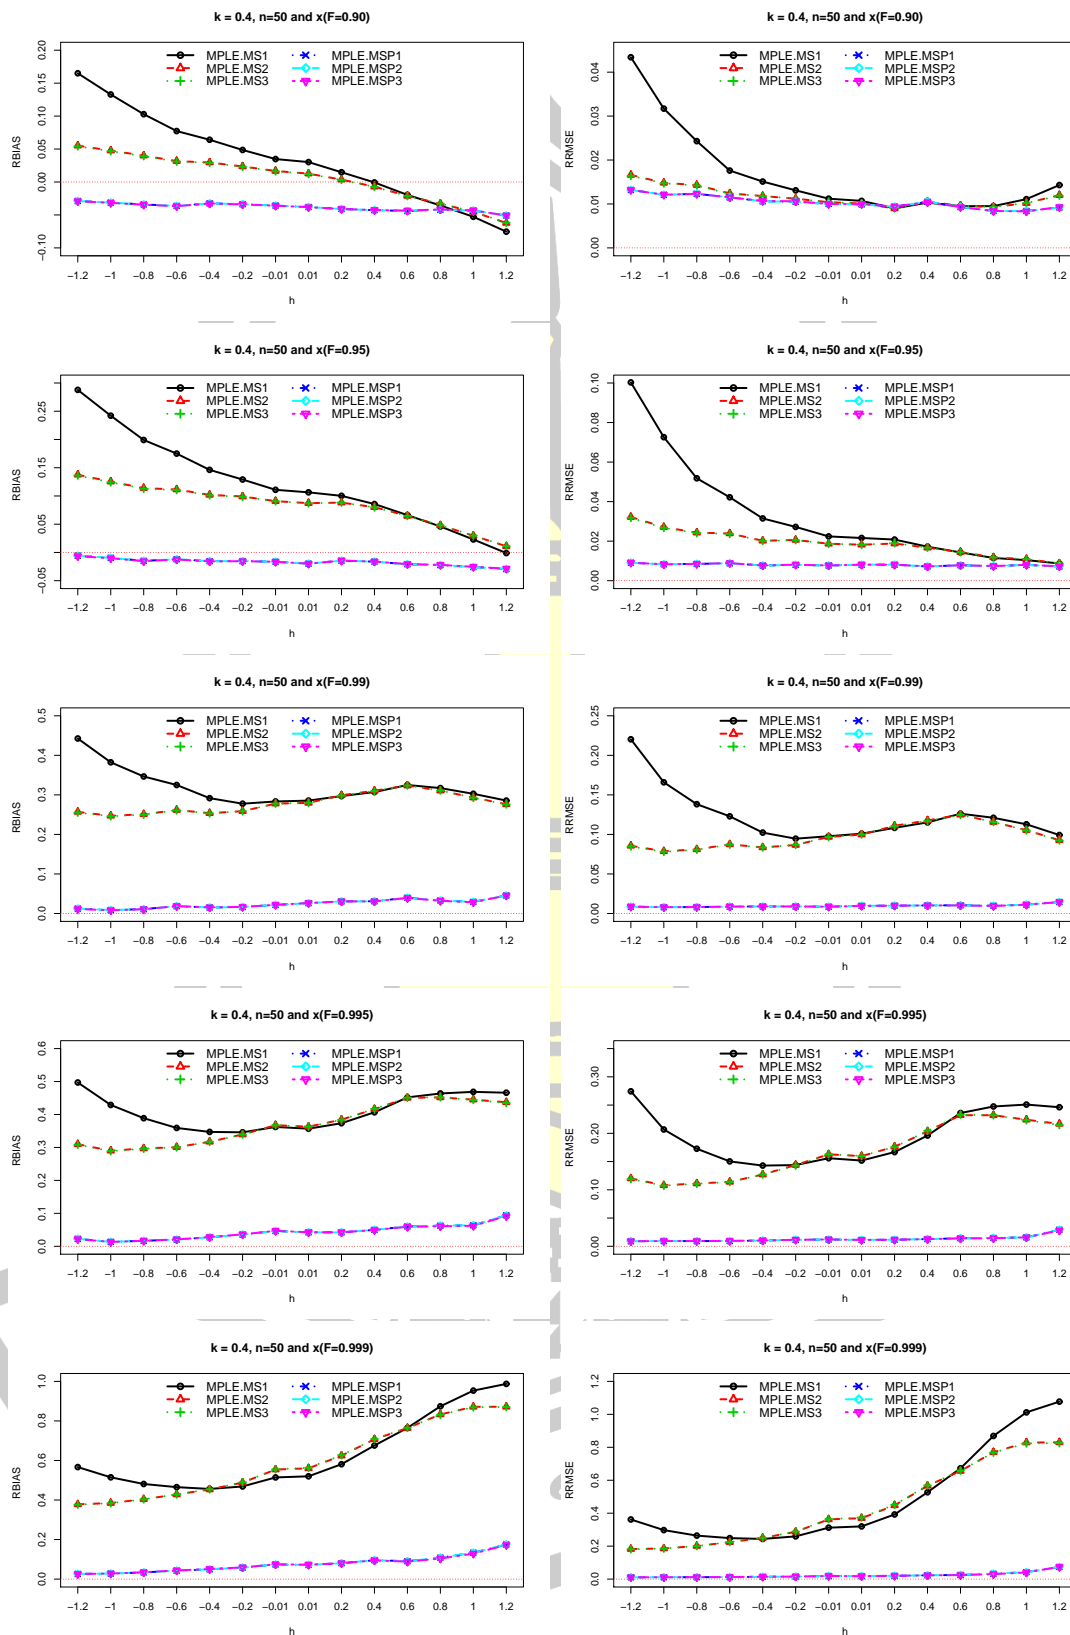 k = 0.4, n=50 and x(F=0.90)
RBIAS
0.20
0.15
0.10
0.05
0.00
−0.10
MPLE.MS1
MPLE.MS2
MPLE.MS3
MPLE.MSP1
MPLE.MSP2
MPLE.MSP3
−1.2 −1 −0.8 −0.6 −0.4 −0.2 −0.01 0.01 0.2 0.4 0.6 0.8 1 1.2
h
k = 0.4, n=50 and x(F=0.90)
RRMSE
0.04
0.03
0.02
0.01
0.00
MPLE.MS1
MPLE.MS2
MPLE.MS3
MPLE.MSP1
MPLE.MSP2
MPLE.MSP3
−1.2 −1 −0.8 −0.6 −0.4 −0.2 −0.01 0.01 0.2 0.4 0.6 0.8 1 1.2
h
k = 0.4, n=50 and x(F=0.95)
RBIAS
0.25
0.15
0.05
−0.05
MPLE.MS1
MPLE.MS2
MPLE.MS3
MPLE.MSP1
MPLE.MSP2
MPLE.MSP3
−1.2 −1 −0.8 −0.6 −0.4 −0.2 −0.01 0.01 0.2 0.4 0.6 0.8 1 1.2
h
k = 0.4, n=50 and x(F=0.95)
RRMSE
0.10
0.08
0.06
0.04
0.02
0.00
MPLE.MS1
MPLE.MS2
MPLE.MS3
MPLE.MSP1
MPLE.MSP2
MPLE.MSP3
−1.2 −1 −0.8 −0.6 −0.4 −0.2 −0.01 0.01 0.2 0.4 0.6 0.8 1 1.2
h
k = 0.4, n=50 and x(F=0.99)
RBIAS
0.5
0.4
0.3
0.2
0.1
0.0
MPLE.MS1
MPLE.MS2
MPLE.MS3
MPLE.MSP1
MPLE.MSP2
MPLE.MSP3
−1.2 −1 −0.8 −0.6 −0.4 −0.2 −0.01 0.01 0.2 0.4 0.6 0.8 1 1.2
h
k = 0.4, n=50 and x(F=0.99)
RRMSE
0.25
0.20
0.15
0.10
0.05
0.00
MPLE.MS1
MPLE.MS2
MPLE.MS3
MPLE.MSP1
MPLE.MSP2
MPLE.MSP3
−1.2 −1 −0.8 −0.6 −0.4 −0.2 −0.01 0.01 0.2 0.4 0.6 0.8 1 1.2
h
k = 0.4, n=50 and x(F=0.995)
RBIAS
0.6
0.5
0.4
0.3
0.2
0.1
0.0
MPLE.MS1
MPLE.MS2
MPLE.MS3
MPLE.MSP1
MPLE.MSP2
MPLE.MSP3
−1.2 −1 −0.8 −0.6 −0.4 −0.2 −0.01 0.01 0.2 0.4 0.6 0.8 1 1.2
h
k = 0.4, n=50 and x(F=0.995)
RRMSE
0.30
0.20
0.10
0.00
MPLE.MS1
MPLE.MS2
MPLE.MS3
MPLE.MSP1
MPLE.MSP2
MPLE.MSP3
−1.2 −1 −0.8 −0.6 −0.4 −0.2 −0.01 0.01 0.2 0.4 0.6 0.8 1 1.2
h
k = 0.4, n=50 and x(F=0.999)
RBIAS
1.0
0.8
0.6
0.4
0.2
0.0
MPLE.MS1
MPLE.MS2
MPLE.MS3
MPLE.MSP1
MPLE.MSP2
MPLE.MSP3
−1.2 −1 −0.8 −0.6 −0.4 −0.2 −0.01 0.01 0.2 0.4 0.6 0.8 1 1.2
h
k = 0.4, n=50 and x(F=0.999)
RRMSE
1.2
1.0
0.8
0.6
0.4
0.2
0.0
MPLE.MS1
MPLE.MS2
MPLE.MS3
MPLE.MSP1
MPLE.MSP2
MPLE.MSP3
−1.2 −1 −0.8 −0.6 −0.4 −0.2 −0.01 0.01 0.2 0.4 0.6 0.8 1 1.2
h